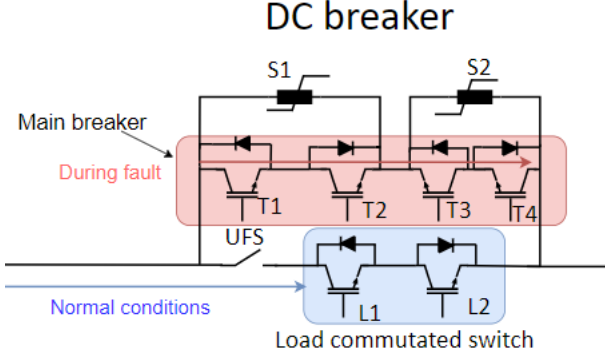 DC breaker
S1
S2
Main breaker
During fault
T1
T2
T3
T4
UFS
Normal conditions
L1
L2
Load commutated switch